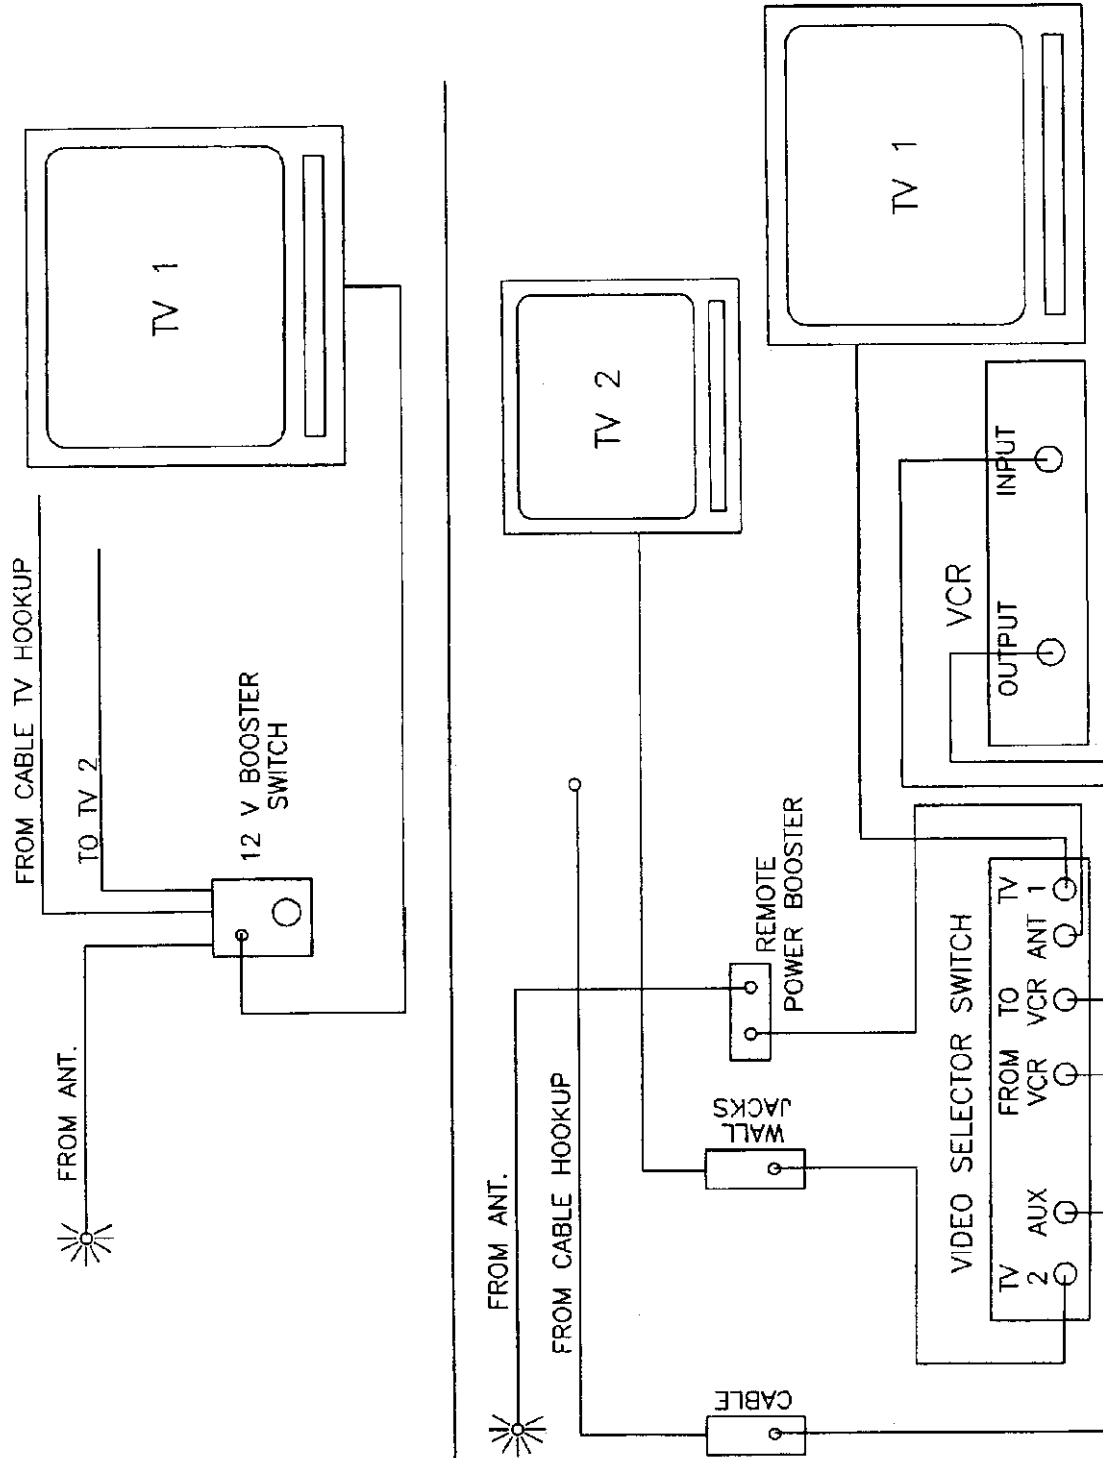 FROM CABLE TV HOOKUP
TO TV 2
FROM ANT.
12 V BOOSTER
SWITCH
TV 1
FROM ANT.
FROM CABLE HOOKUP
TV 2
REMOTE
POWER BOOSTER
WALL
JACKS
CABLE
TV 1
VIDEO SELECTOR SWITCH
TV
2
AUX
FROM
VCR
TO
VCR
ANT
TV
1
VCR
OUTPUT
INPUT